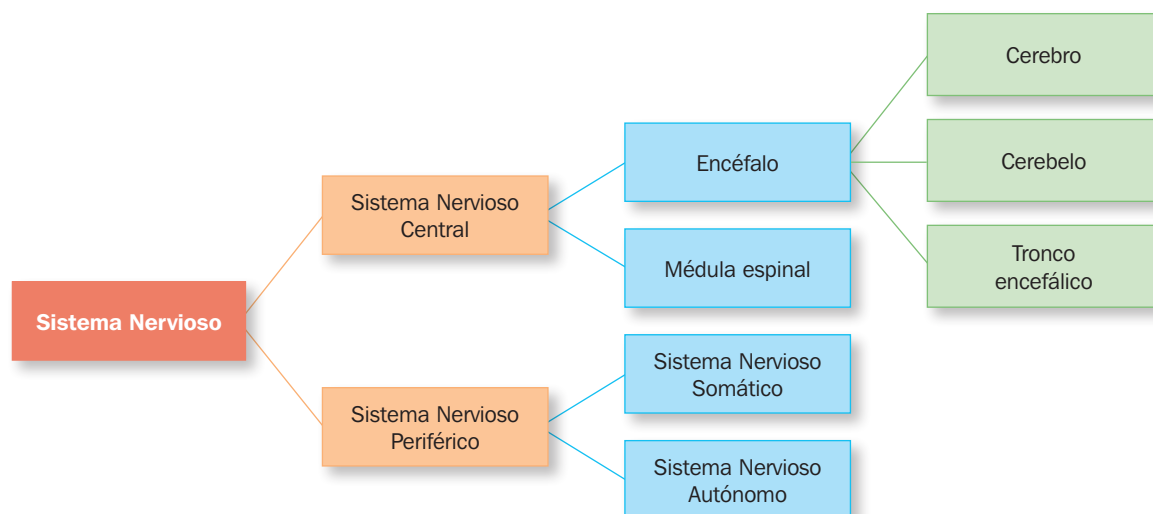 Sistema Nervioso
Sistema Nervioso
Central
Encéfalo
Cerebro
Cerebelo
Tronco
encefálico
Médula espinal
Sistema Nervioso
Periférico
Sistema Nervioso
Somático
Sistema Nervioso
Autónomo